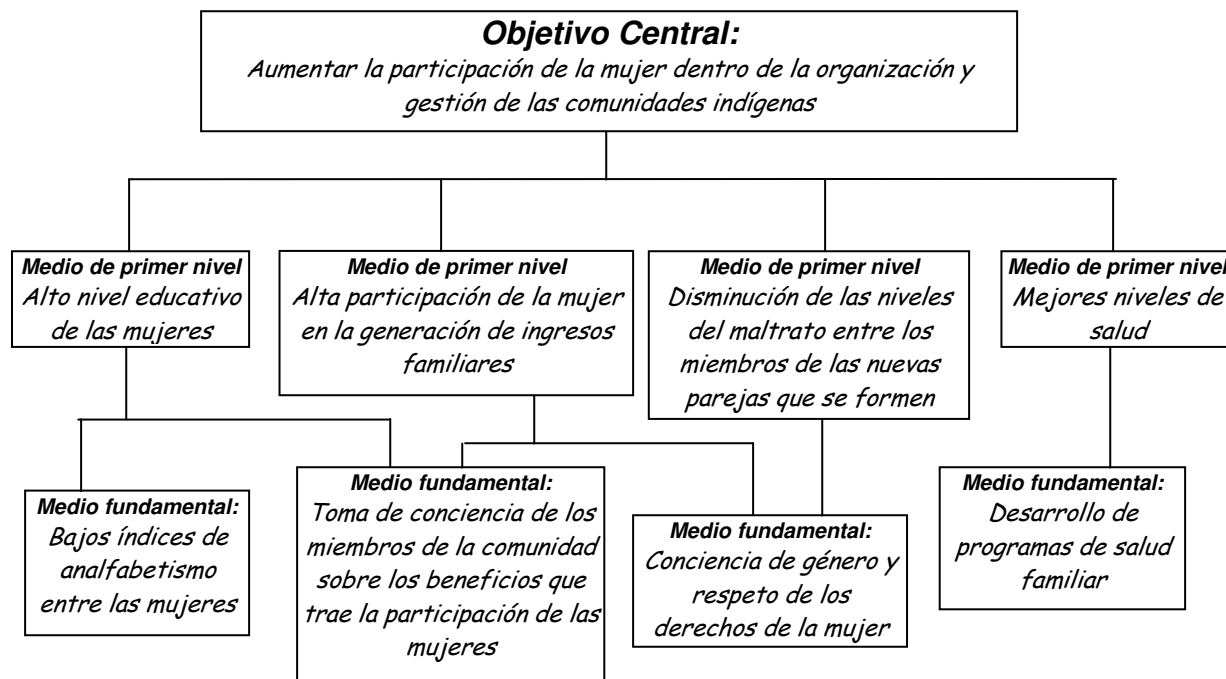 Objetivo Central:
Aumentar la participación de la mujer dentro de la organización y
gestión de las comunidades indígenas
Medio de primer nivel
Alto nivel educativo
de las mujeres
Medio de primer nivel
Alta participación de la mujer
en la generación de ingresos
familiares
Medio de primer nivel
Disminución de las niveles
del maltrato entre los
miembros de las nuevas
parejas que se formen
Medio de primer nivel
Mejores niveles de
salud
Medio fundamental:
Bajos índices de
analfabetismo
entre las mujeres
Medio fundamental:
Toma de conciencia de los
miembros de la comunidad
sobre los beneficios que
trae la participación de las
mujeres
Medio fundamental:
Conciencia de género y
respeto de los
derechos de la mujer
Medio fundamental:
Desarrollo de
programas de salud
familiar